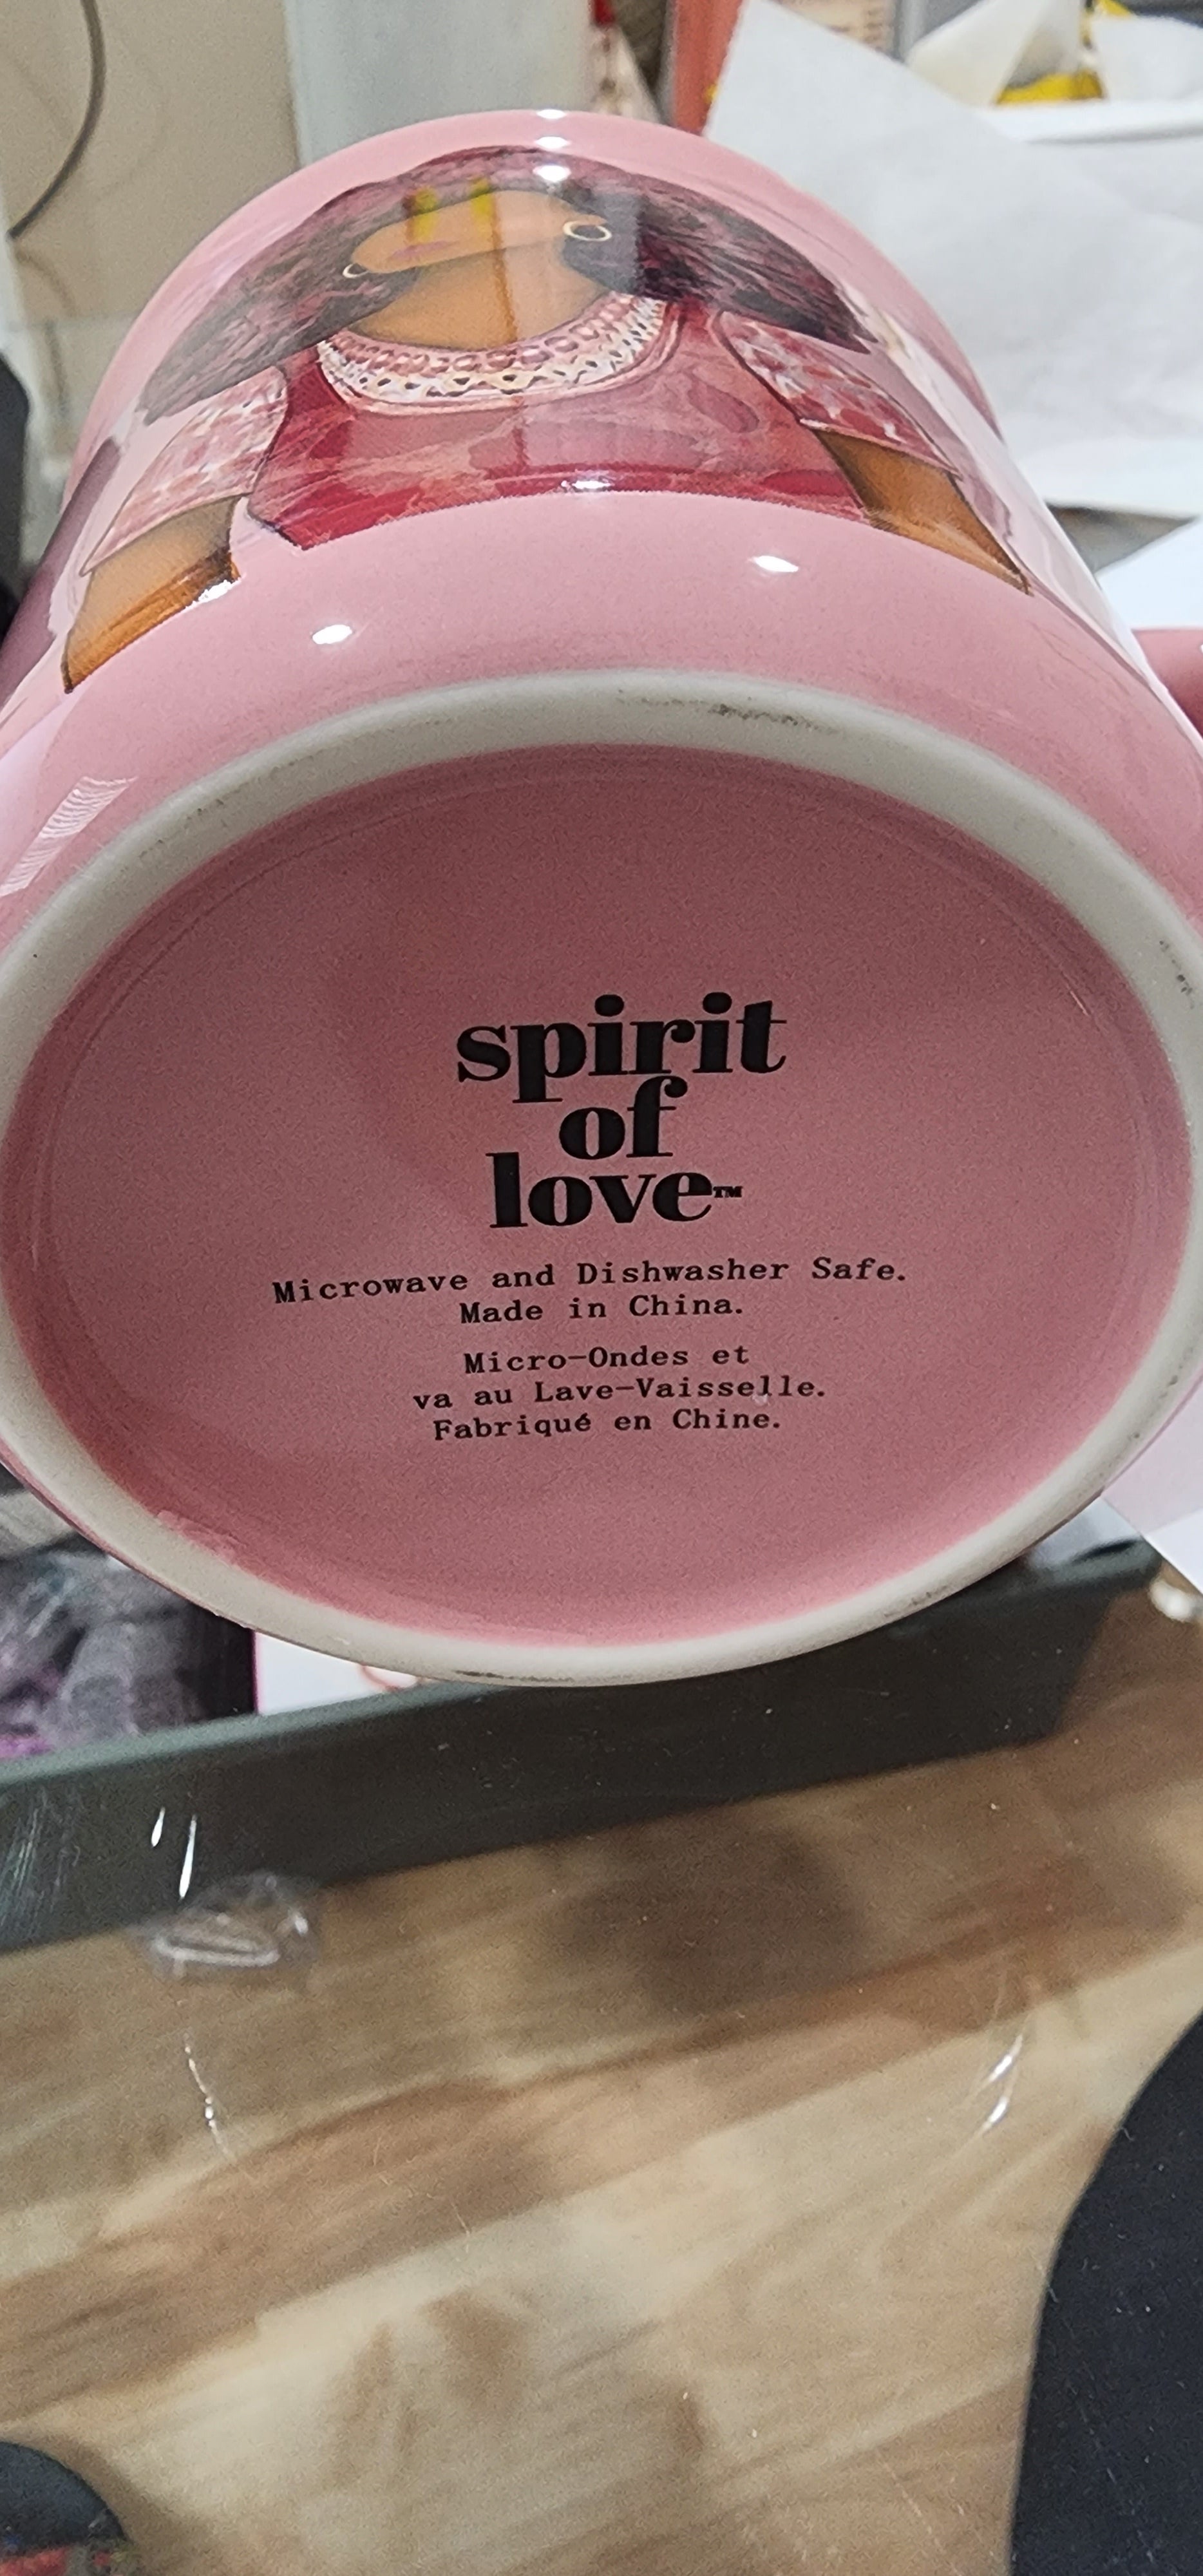 spirit
of
love™
Microwave and Dishwasher Safe.
Made in China.
Micro-Ondes et
va au Lave-Vaisselle.
Fabriqué en Chine.